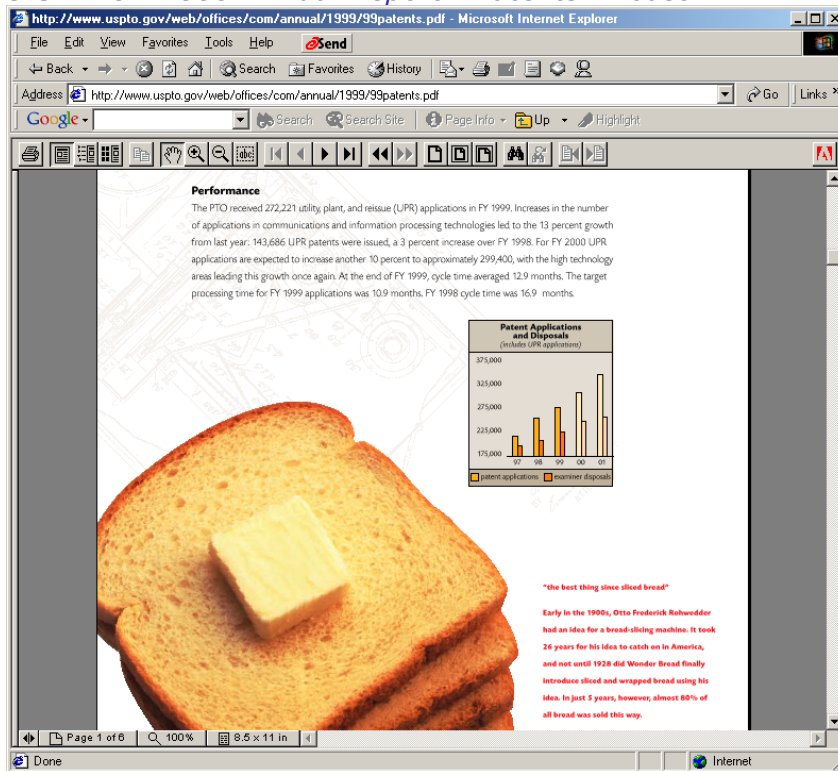 http://www.uspto.gov/web/offices/com/annual/1999/99patents.pdf - Microsoft Internet Explorer
File Edit View Favorites Tools Help Send
Back Search Favorites History
Address http://www.uspto.gov/web/offices/com/annual/1999/99patents.pdf Go Links
Google Search Search Site Page Info Up Highlight
Performance
The PTO received 272,221 utility, plant, and reissue (UPR) applications in FY 1999. Increases in the number
of applications in communications and information processing technologies led to the 13 percent growth
from last year: 143,686 UPR patents were issued, a 3 percent increase over FY 1998. For FY 2000 UPR
applications are expected to increase another 10 percent to approximately 299,400, with the high technology
areas leading this growth once again. At the end of FY 1999, cycle time averaged 12.9 months. The target
processing time for FY 1999 applications was 10.9 months. FY 1998 cycle time was 16.9 months.
Patent Applications
and Disposals
(includes UPR applications)
375,000
325,000
275,000
225,000
175,000
97 98 99 00 01
patent applications examiner disposals
"the best thing since sliced bread"
Early in the 1900s, Otto Frederick Rohwedder
had an idea for a bread-slicing machine. It took
26 years for his idea to catch on in America,
and not until 1928 did Wonder Bread finally
introduce sliced and wrapped bread using his
idea. In just 5 years, however, almost 80% of
all bread was sold this way.
Page 1 of 6 100% 8.5 x 11 in
Done Internet